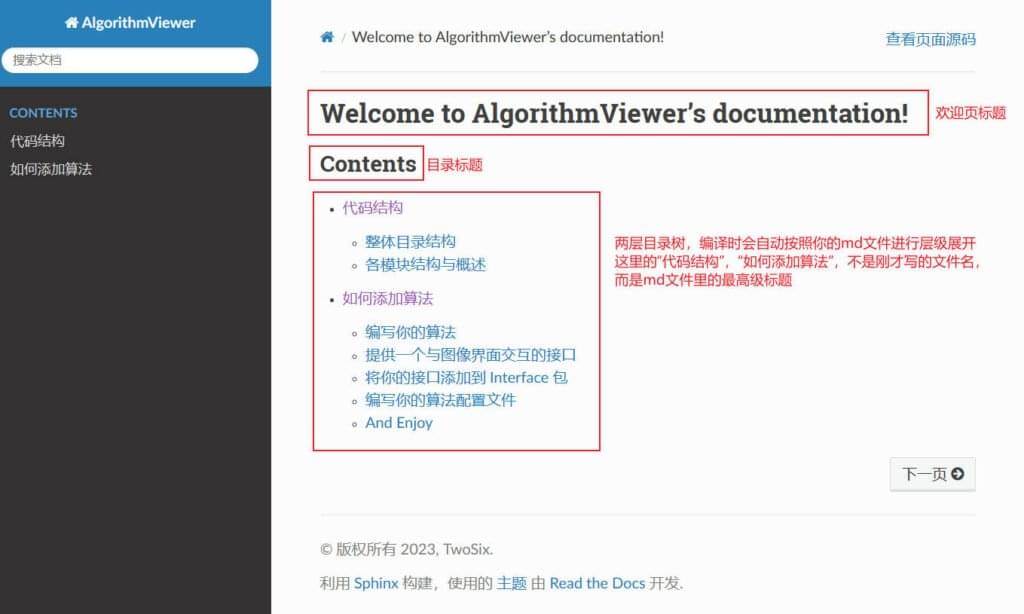 AlgorithmViewer
搜索文档
CONTENTS
代码结构
如何添加算法
/ Welcome to AlgorithmViewer’s documentation!
查看页面源码
Welcome to AlgorithmViewer’s documentation!
欢迎页标题
Contents
目录标题
代码结构
整体目录结构
各模块结构与概述
如何添加算法
编写你的算法
提供一个与图像界面交互的接口
将你的接口添加到 Interface 包
编写你的算法配置文件
And Enjoy
两层目录树，编译时会自动按照你的md文件进行层级展开
这里的“代码结构”，“如何添加算法”，不是刚才写的文件名，
而是md文件里的最高级标题
下一页
© 版权所有 2023, TwoSix.
利用 Sphinx 构建，使用的 主题 由 Read the Docs 开发.